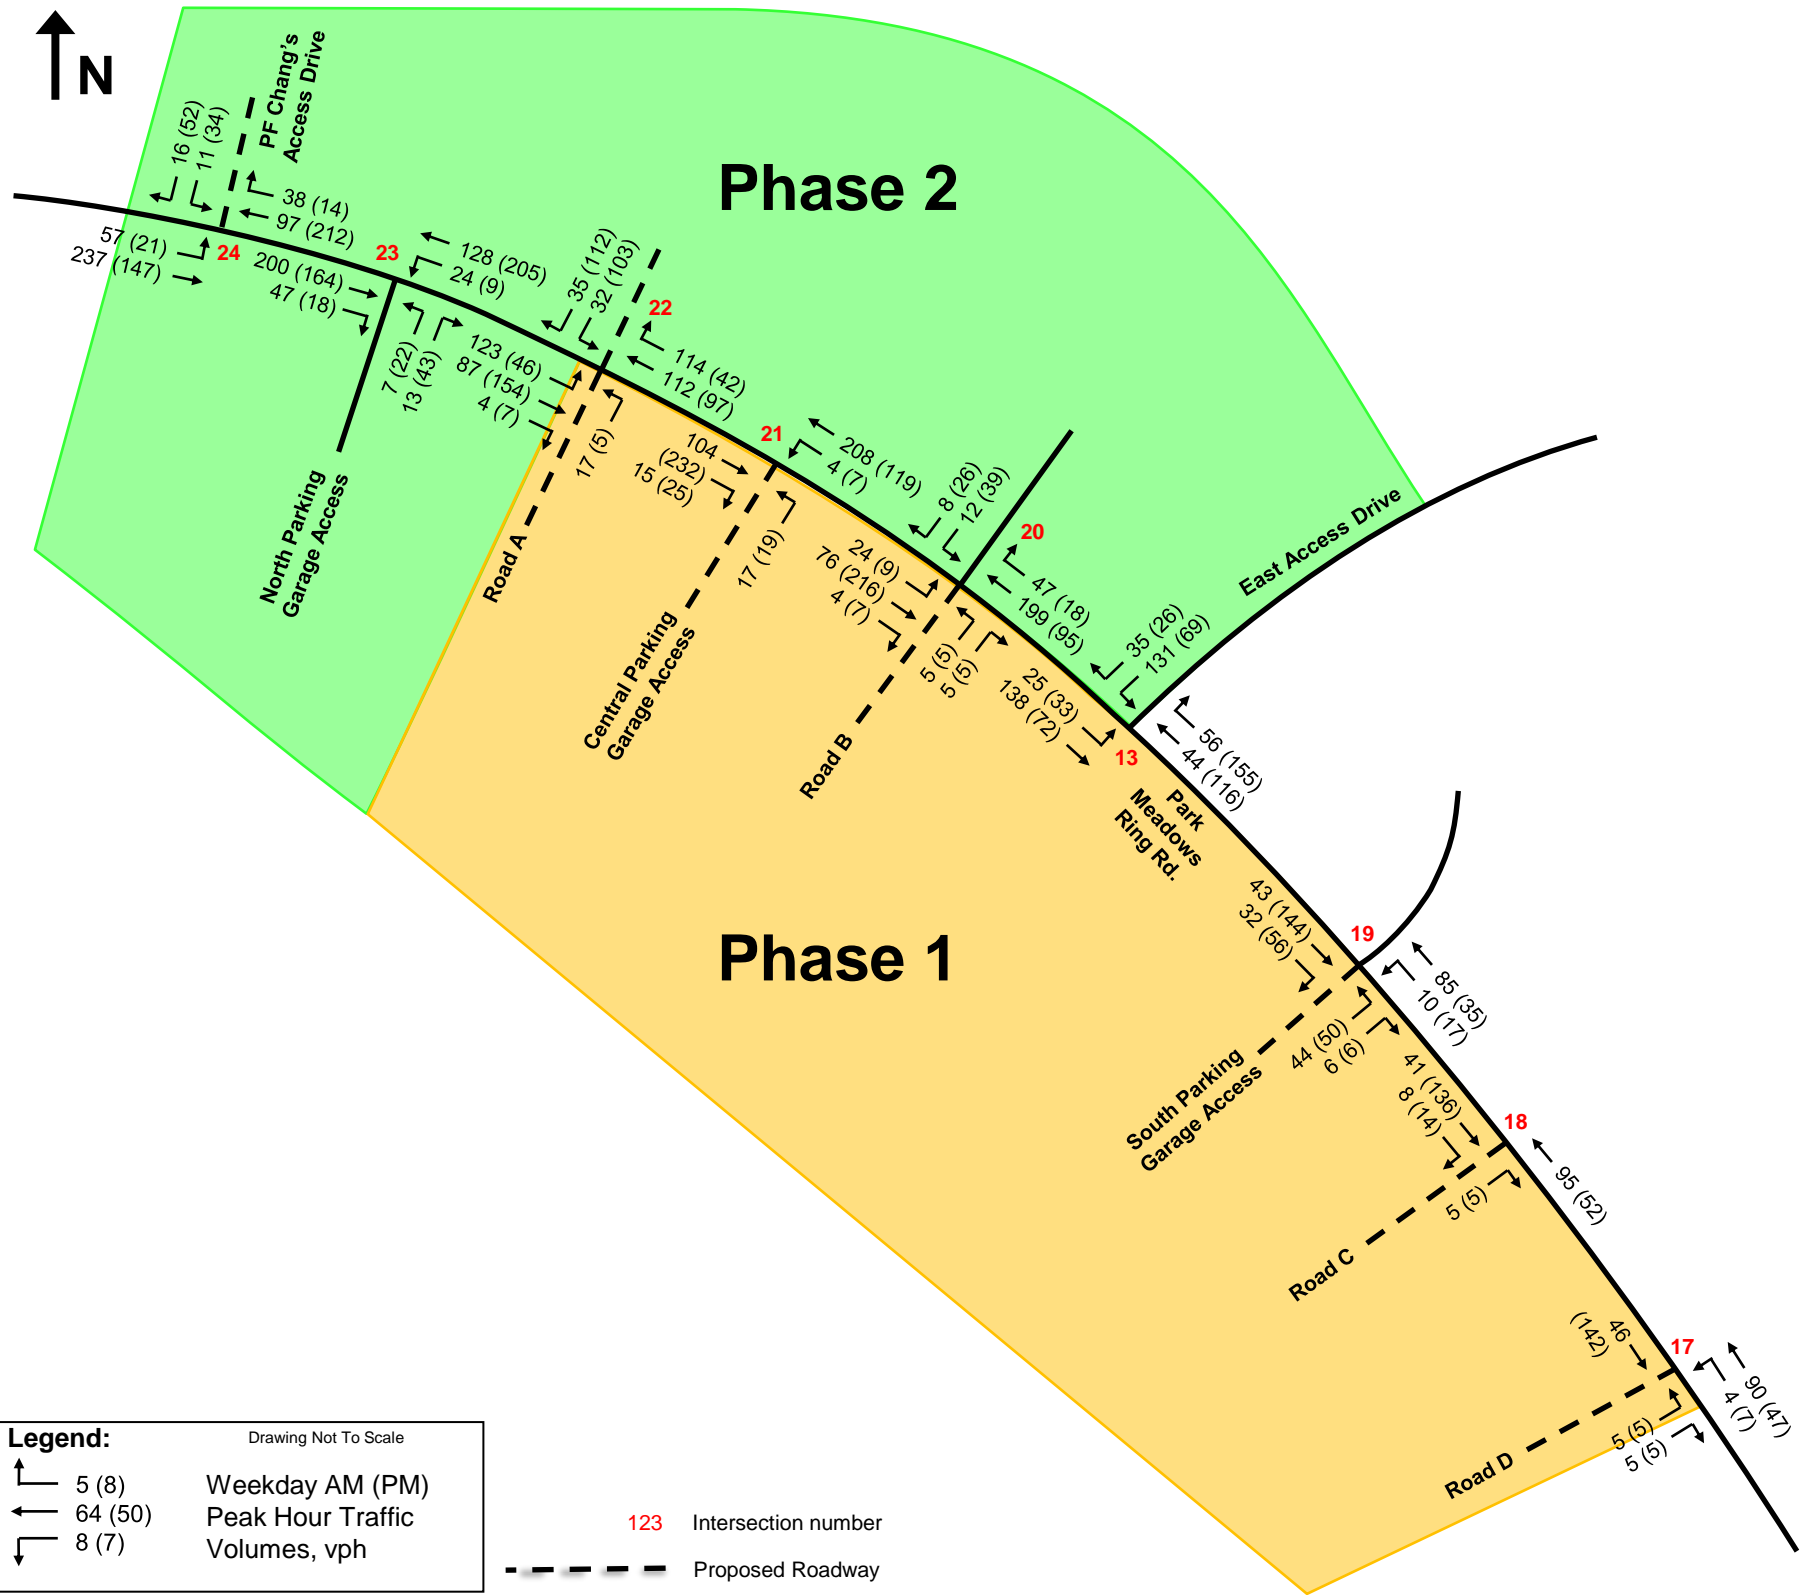 N
PF Chang's
Access Drive
16 (52)
11 (34)
38 (14)
97 (212)
57 (21)
237 (147)
24
23
200 (164)
47 (18)
128 (205)
24 (9)
7 (22)
13 (43)
North Parking
Garage Access
Phase 2
35 (112)
32 (103)
22
123 (46)
87 (154)
4 (7)
114 (42)
112 (97)
17 (5)
Road A
21
104
(232)
15 (25)
208 (119)
4 (7)
17 (19)
Central Parking
Garage Access
8 (26)
12 (39)
20
24 (9)
76 (216)
4 (7)
47 (18)
199 (95)
5 (5)
5 (5)
Road B
East Access Drive
35 (26)
131 (69)
25 (33)
138 (72)
13
56 (155)
44 (116)
Park
Meadows
Ring Rd.
Phase 1
43 (144)
32 (56)
19
85 (35)
10 (17)
44 (50)
6 (6)
South Parking
Garage Access
41 (136)
8 (14)
18
95 (52)
5 (5)
Road C
46
(142)
17
90 (47)
4 (7)
5 (5)
5 (5)
Road D
Legend:
Drawing Not To Scale
5 (8)
64 (50)
8 (7)
Weekday AM (PM)
Peak Hour Traffic
Volumes, vph
123 Intersection number
Proposed Roadway